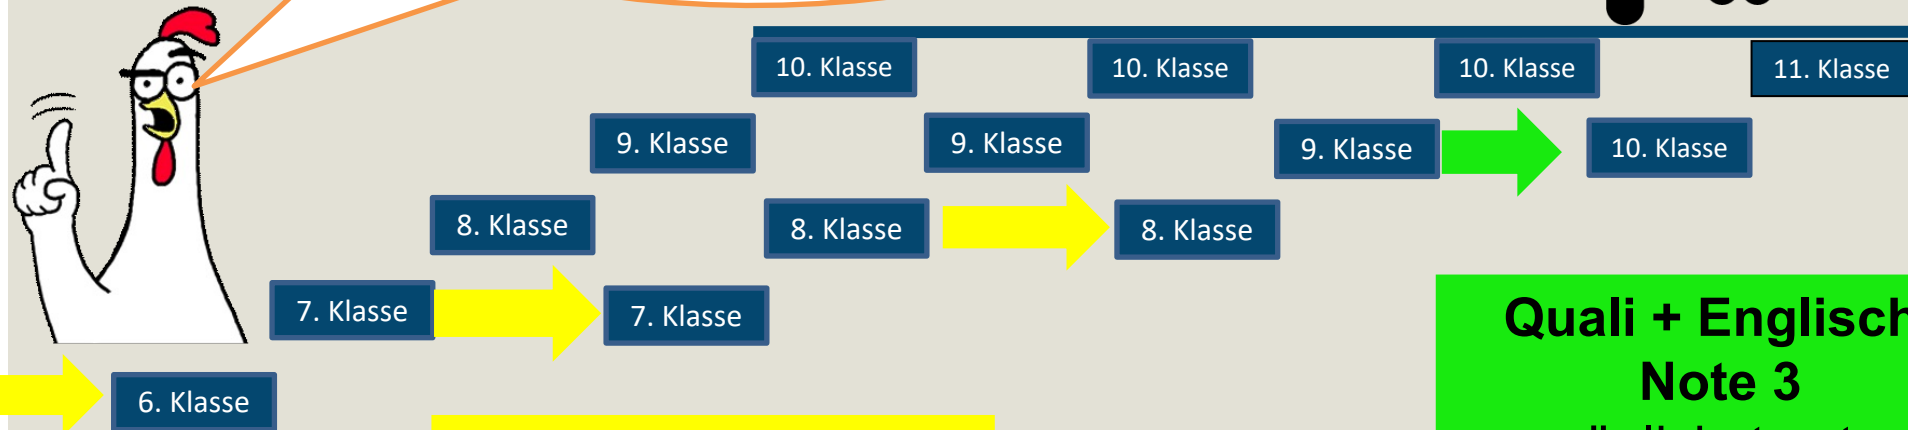 10. Klasse
10. Klasse
10. Klasse
11. Klasse
9. Klasse
9. Klasse
9. Klasse
10. Klasse
8. Klasse
8. Klasse
8. Klasse
7. Klasse
7. Klasse
6. Klasse
Quali + Englisch
Note 3